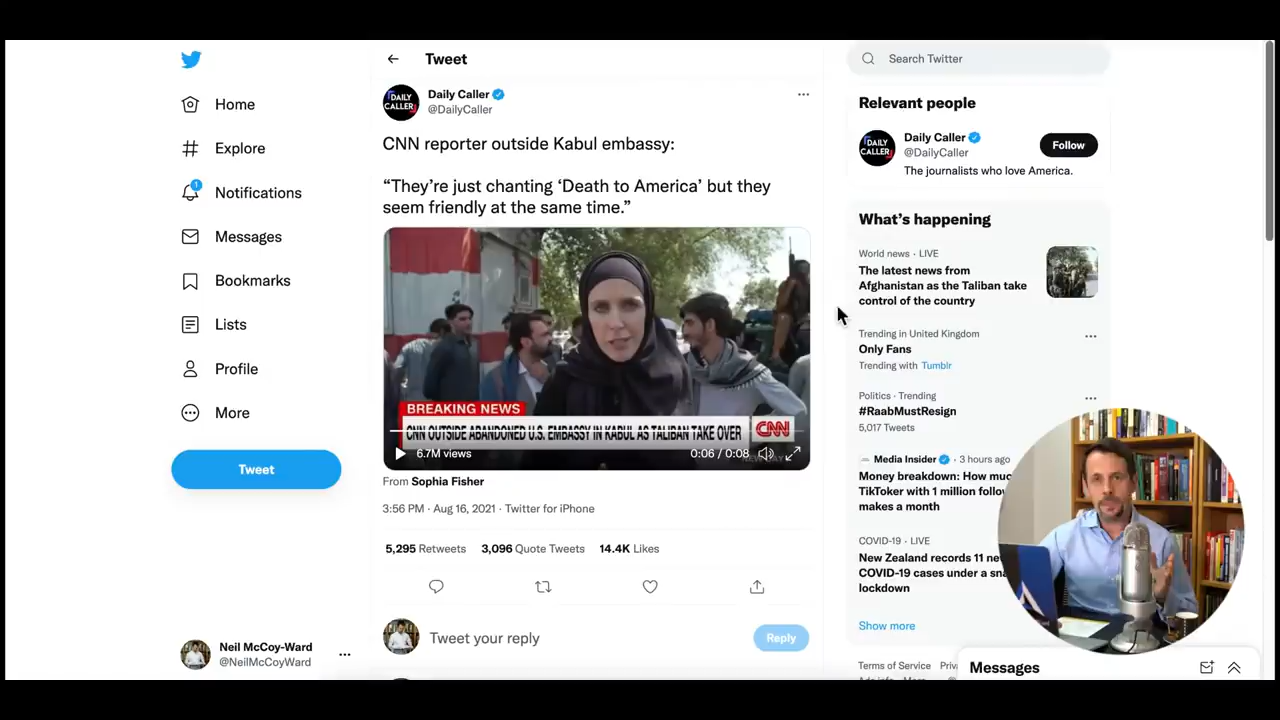 Home
Explore
1
Notifications
Messages
Bookmarks
Lists
Profile
More
Tweet
Neil McCoy-Ward
@NeilMcCoyWard
Tweet
DAILY CALLER
Daily Caller
@DailyCaller
CNN reporter outside Kabul embassy:
“They’re just chanting ‘Death to America’ but they
seem friendly at the same time.”
BREAKING NEWS
CNN OUTSIDE ABANDONED U.S. EMBASSY IN KABUL AS TALIBAN TAKE OVER
CNN
6.7M views
0:06 / 0:08
From Sophia Fisher
3:56 PM · Aug 16, 2021 · Twitter for iPhone
5,295 Retweets 3,096 Quote Tweets 14.4K Likes
Tweet your reply
Reply
Search Twitter
Relevant people
DAILY CALLER
Daily Caller
@DailyCaller
Follow
The journalists who love America.
What’s happening
World news · LIVE
The latest news from
Afghanistan as the Taliban take
control of the country
Trending in United Kingdom
Only Fans
Trending with Tumblr
Politics · Trending
#RaabMustResign
5,017 Tweets
Media Insider · 3 hours ago
Money breakdown: How muc
TikToker with 1 million follo
makes a month
COVID-19 · LIVE
New Zealand records 11 ne
COVID-19 cases under a sna
lockdown
Show more
Terms of Service
Messages